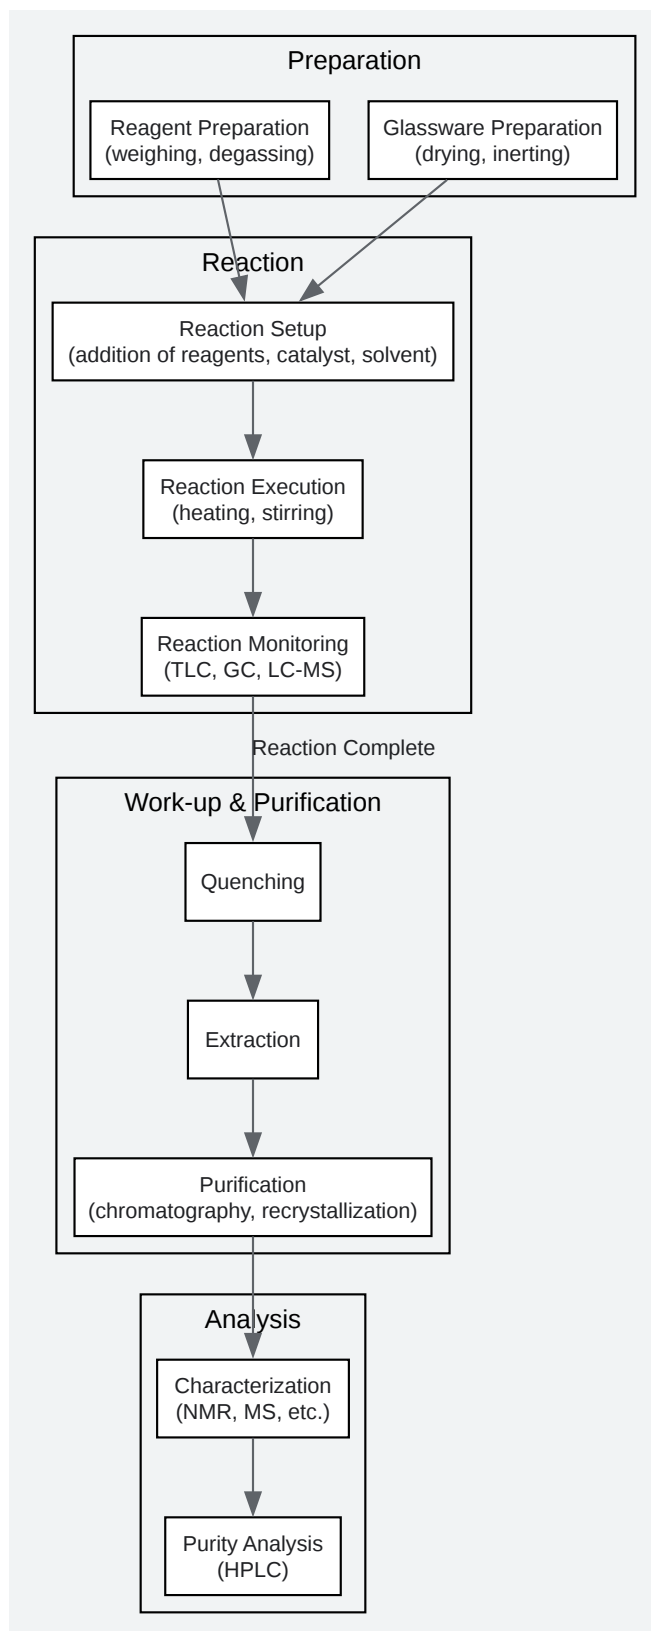 Preparation
Reagent Preparation
(weighing, degassing)
Glassware Preparation
(drying, inerting)
Reaction
Reaction Setup
(addition of reagents, catalyst, solvent)
Reaction Execution
(heating, stirring)
Reaction Monitoring
(TLC, GC, LC-MS)
Reaction Complete
Work-up & Purification
Quenching
Extraction
Purification
(chromatography, recrystallization)
Analysis
Characterization
(NMR, MS, etc.)
Purity Analysis
(HPLC)